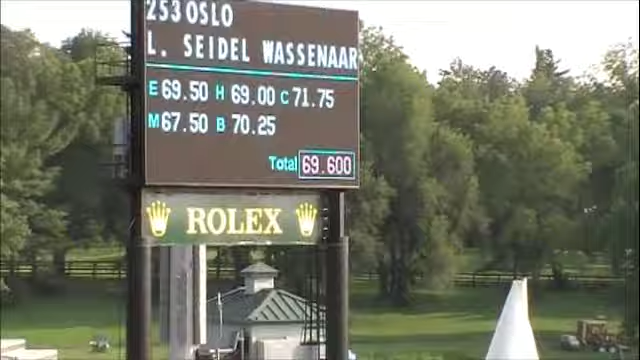 253 OSLO
L. SEIDEL WASSENAAR
E 69.50 H 69.00 C 71.75
M 67.50 B 70.25
Total 69.600
ROLEX